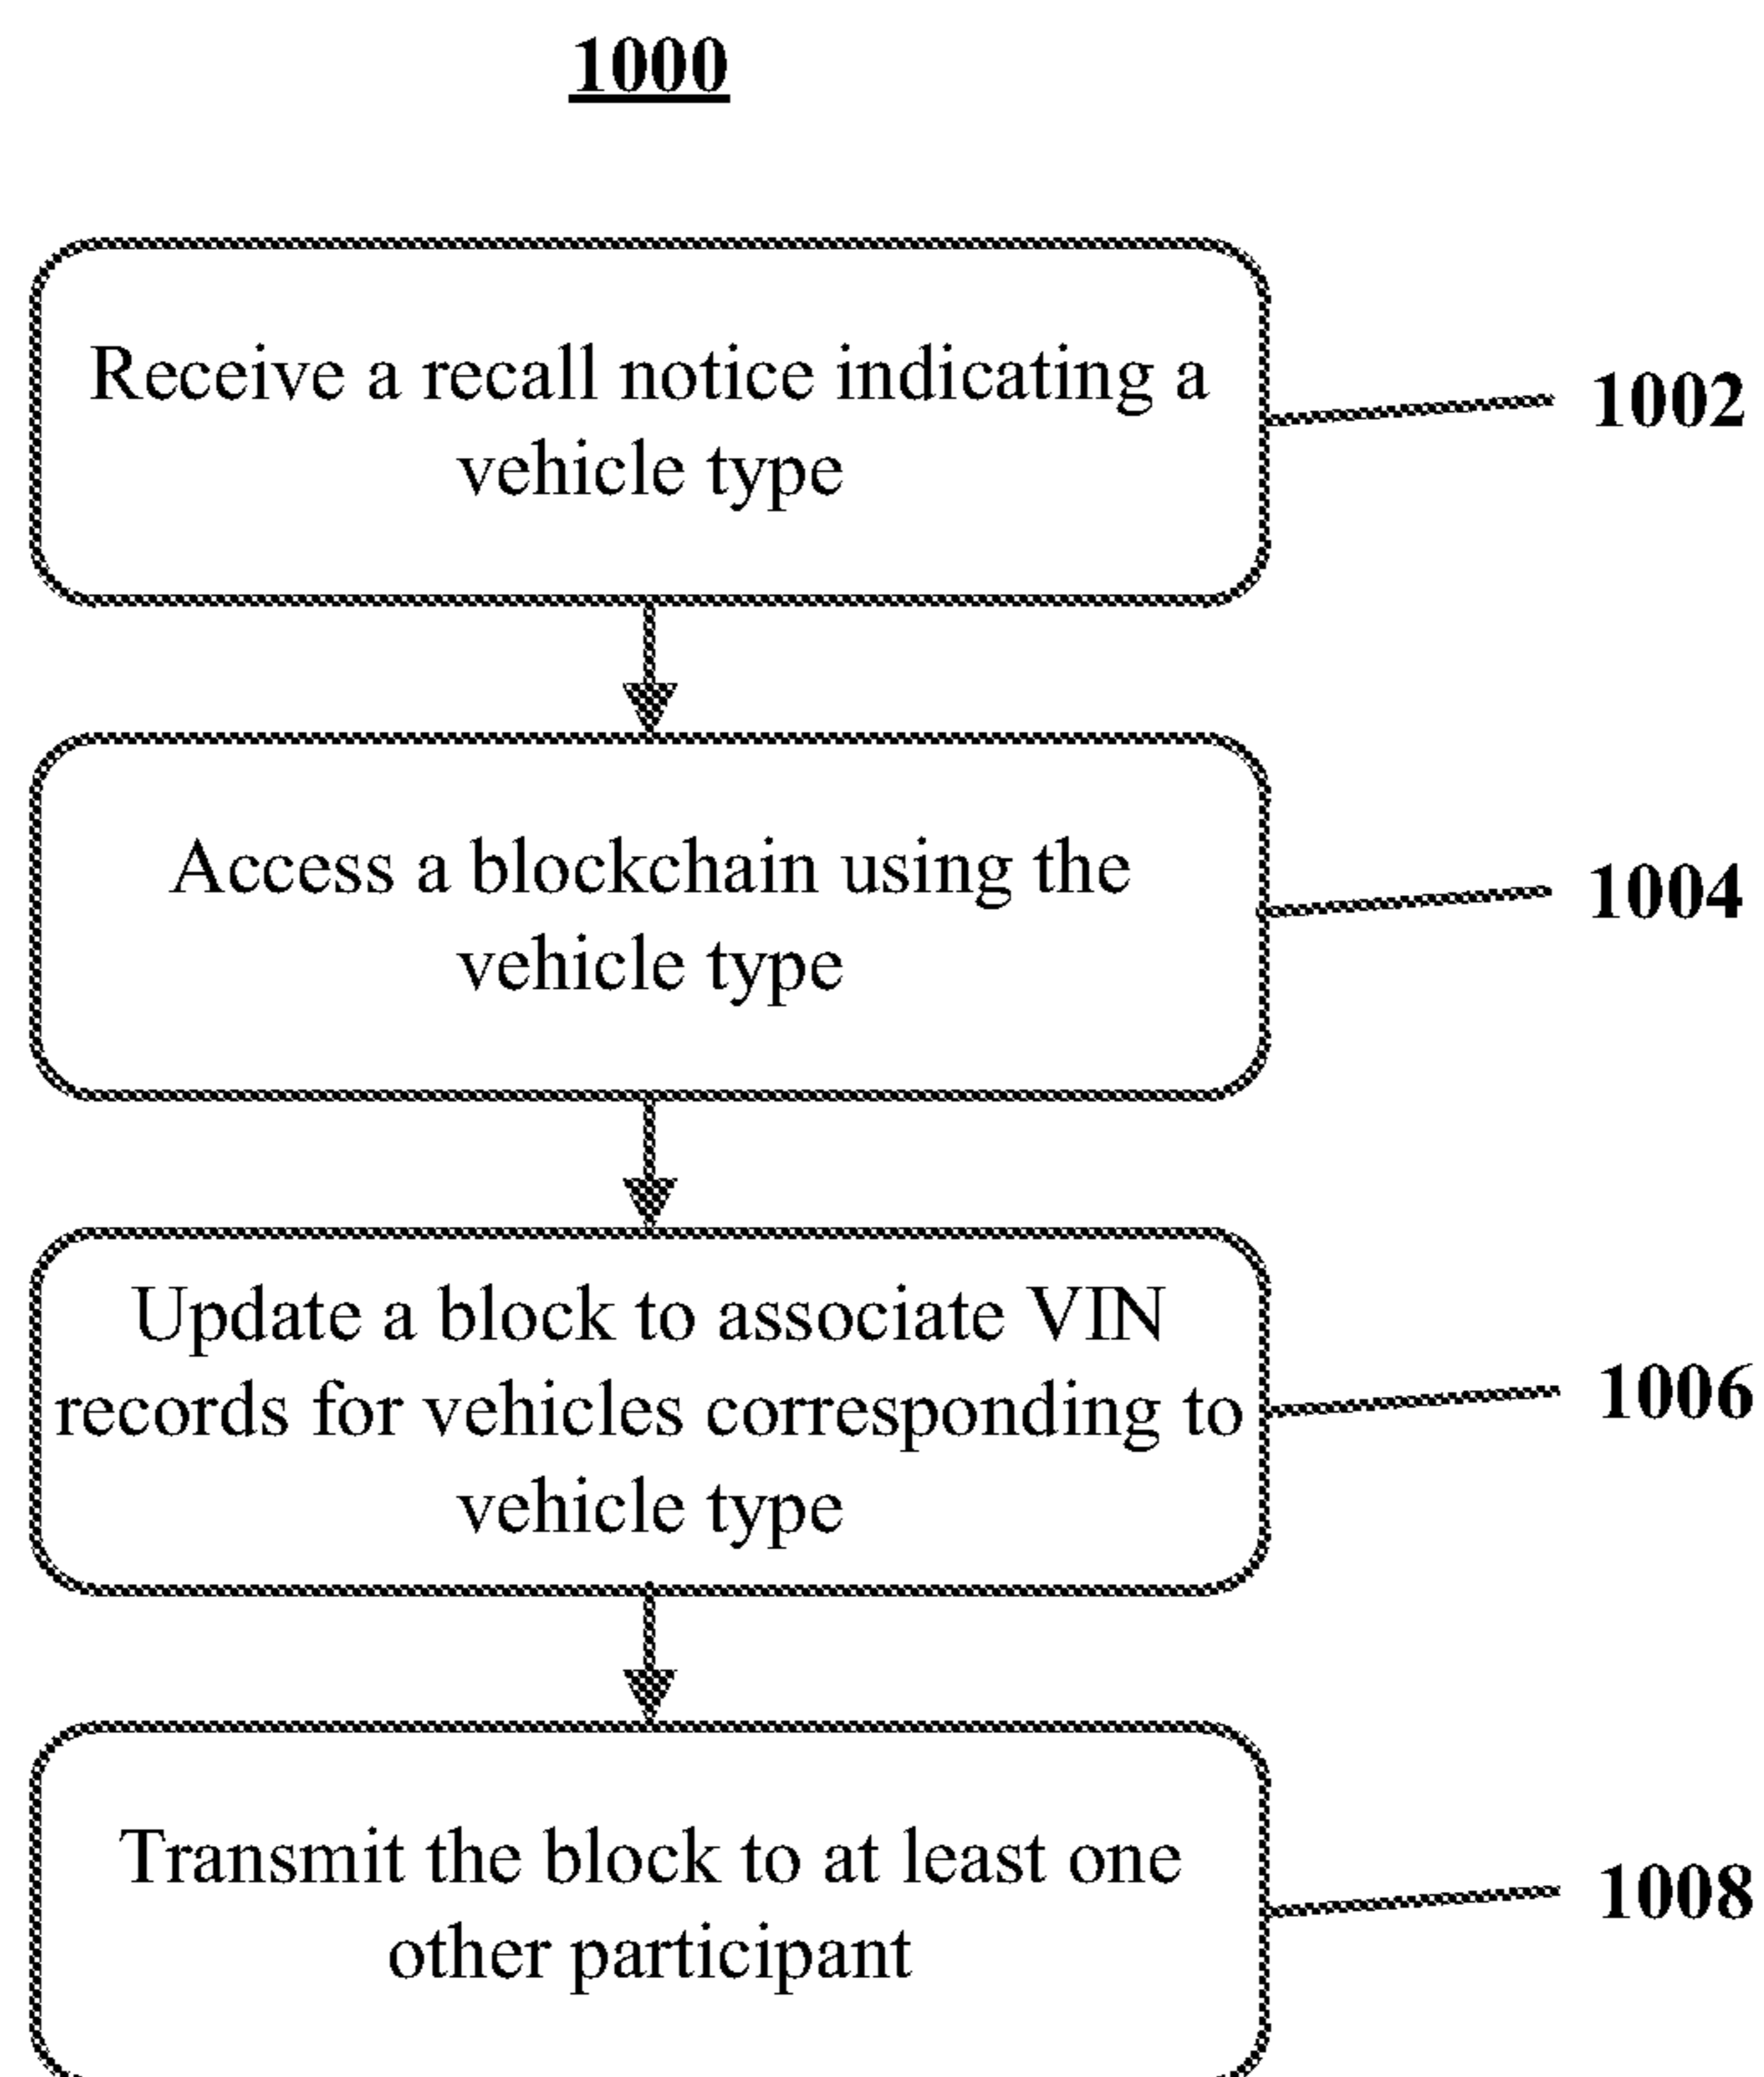 1000
Receive a recall notice indicating a
vehicle type
1002
Access a blockchain using the
vehicle type
1004
Update a block to associate VIN
records for vehicles corresponding to
vehicle type
1006
Transmit the block to at least one
other participant
1008